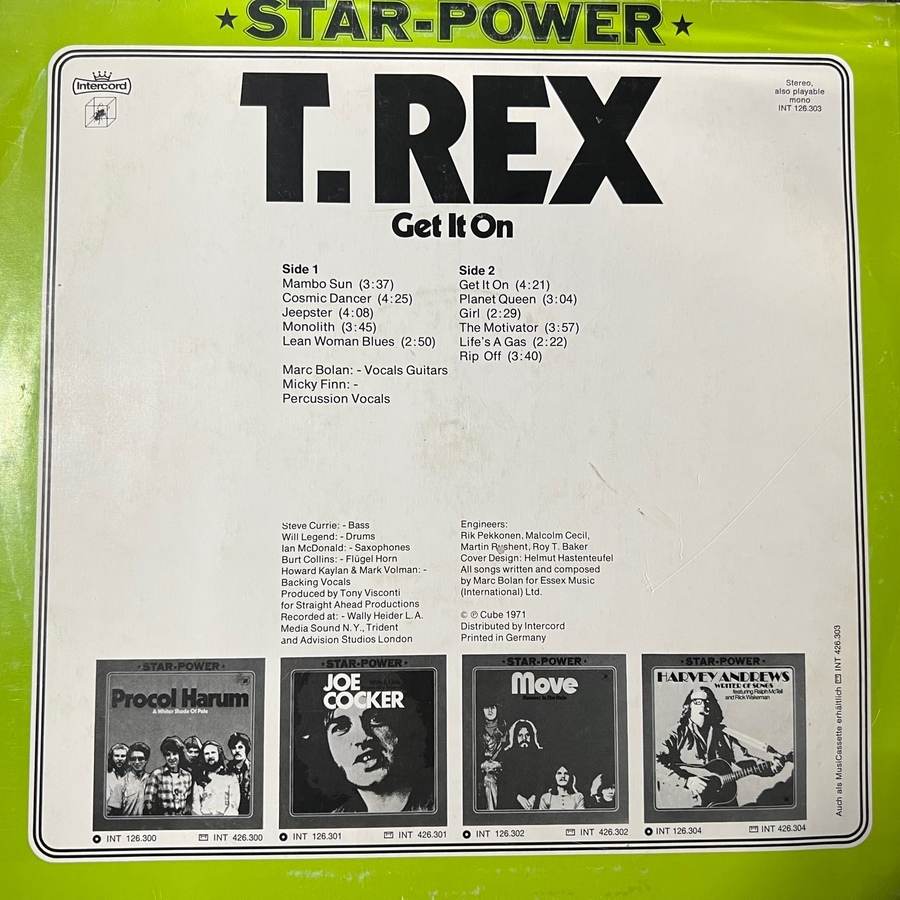 ★STAR-POWER★
Intercord
Stereo,
also playable
mono
INT 126.303
T. REX
Get It On
Side 1
Mambo Sun (3:37)
Cosmic Dancer (4:25)
Jeepster (4:08)
Monolith (3:45)
Lean Woman Blues (2:50)
Side 2
Get It On (4:21)
Planet Queen (3:04)
Girl (2:29)
The Motivator (3:57)
Life's A Gas (2:22)
Rip Off (3:40)
Marc Bolan: - Vocals Guitars
Micky Finn: -
Percussion Vocals
Steve Currie: - Bass
Will Legend: - Drums
Ian McDonald: - Saxophones
Burt Collins: - Flügel Horn
Howard Kaylan & Mark Volman: -
Backing Vocals
Produced by Tony Visconti
for Straight Ahead Productions
Recorded at: - Wally Heider L.A.
Media Sound N.Y., Trident
and Advision Studios London
Engineers:
Rik Pekkonen, Malcolm Cecil,
Martin Rushent, Roy T. Baker
Cover Design: Helmut Hastenteufel
All songs written and composed
by Marc Bolan for Essex Music
(International) Ltd.
© ℗ Cube 1971
Distributed by Intercord
Printed in Germany
·STAR-POWER·
Procol Harum
A Whiter Shade Of Pale
INT 126.300
INT 426.300
·STAR-POWER·
JOE
COCKER
INT 126.301
INT 426.301
·STAR-POWER·
Move
INT 126.302
INT 426.302
·STAR-POWER·
HARVEY ANDREWS
WRITER OF SONGS
featuring Ralph McTell
and Rick Wakeman
INT 126.304
INT 426.304
Auch als MusiCassette erhältlich INT 426.303